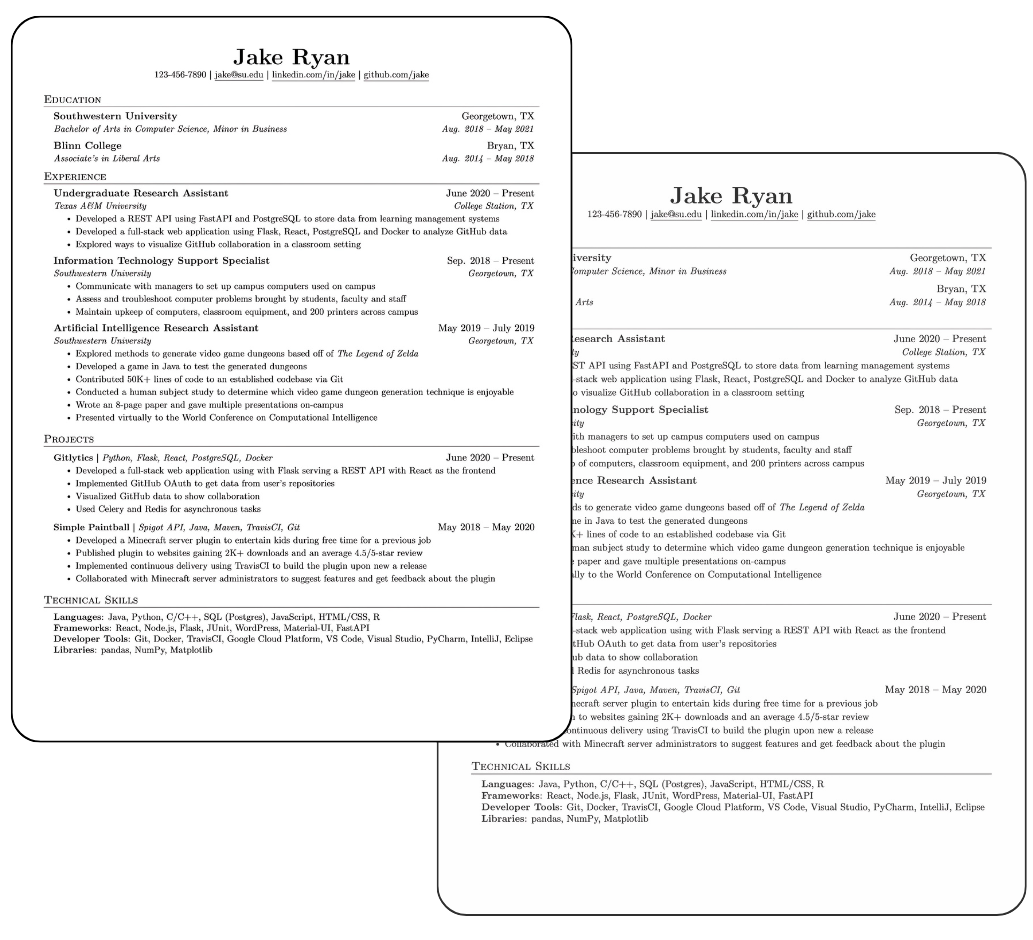 Jake Ryan
123-456-7890 | jake@su.edu | linkedin.com/in/jake | github.com/jake
EDUCATION
Southwestern University Georgetown, TX
Bachelor of Arts in Computer Science, Minor in Business Aug. 2018 – May 2021
Blinn College Bryan, TX
Associate's in Liberal Arts Aug. 2014 – May 2018
EXPERIENCE
Undergraduate Research Assistant June 2020 – Present
Texas A&M University College Station, TX
• Developed a REST API using FastAPI and PostgreSQL to store data from learning management systems
• Developed a full-stack web application using Flask, React, PostgreSQL and Docker to analyze GitHub data
• Explored ways to visualize GitHub collaboration in a classroom setting
Information Technology Support Specialist Sep. 2018 – Present
Southwestern University Georgetown, TX
• Communicate with managers to set up campus computers used on campus
• Assess and troubleshoot computer problems brought by students, faculty and staff
• Maintain upkeep of computers, classroom equipment, and 200 printers across campus
Artificial Intelligence Research Assistant May 2019 – July 2019
Southwestern University Georgetown, TX
• Explored methods to generate video game dungeons based off of The Legend of Zelda
• Developed a game in Java to test the generated dungeons
• Contributed 50K+ lines of code to an established codebase via Git
• Conducted a human subject study to determine which video game dungeon generation technique is enjoyable
• Wrote an 8-page paper and gave multiple presentations on-campus
• Presented virtually to the World Conference on Computational Intelligence
PROJECTS
Gitlytics | Python, Flask, React, PostgreSQL, Docker June 2020 – Present
• Developed a full-stack web application using with Flask serving a REST API with React as the frontend
• Implemented GitHub OAuth to get data from user's repositories
• Visualized GitHub data to show collaboration
• Used Celery and Redis for asynchronous tasks
Simple Paintball | Spigot API, Java, Maven, TravisCI, Git May 2018 – May 2020
• Developed a Minecraft server plugin to entertain kids during free time for a previous job
• Published plugin to websites gaining 2K+ downloads and an average 4.5/5-star review
• Implemented continuous delivery using TravisCI to build the plugin upon new a release
• Collaborated with Minecraft server administrators to suggest features and get feedback about the plugin
TECHNICAL SKILLS
Languages: Java, Python, C/C++, SQL (Postgres), JavaScript, HTML/CSS, R
Frameworks: React, Node.js, Flask, JUnit, WordPress, Material-UI, FastAPI
Developer Tools: Git, Docker, TravisCI, Google Cloud Platform, VS Code, Visual Studio, PyCharm, IntelliJ, Eclipse
Libraries: pandas, NumPy, Matplotlib
Jake Ryan
123-456-7890 | jake@su.edu | linkedin.com/in/jake | github.com/jake
Georgetown, TX
Computer Science, Minor in Business Aug. 2018 – May 2021
Bryan, TX
Arts Aug. 2014 – May 2018
Research Assistant June 2020 – Present
College Station, TX
API using FastAPI and PostgreSQL to store data from learning management systems
-stack web application using Flask, React, PostgreSQL and Docker to analyze GitHub data
visualize GitHub collaboration in a classroom setting
Support Specialist Sep. 2018 – Present
Georgetown, TX
with managers to set up campus computers used on campus
computer problems brought by students, faculty and staff
of computers, classroom equipment, and 200 printers across campus
Research Assistant May 2019 – July 2019
Georgetown, TX
to generate video game dungeons based off of The Legend of Zelda
in Java to test the generated dungeons
lines of code to an established codebase via Git
subject study to determine which video game dungeon generation technique is enjoyable
paper and gave multiple presentations on-campus
to the World Conference on Computational Intelligence
Flask, React, PostgreSQL, Docker June 2020 – Present
-stack web application using with Flask serving a REST API with React as the frontend
OAuth to get data from user's repositories
data to show collaboration
Redis for asynchronous tasks
Spigot API, Java, Maven, TravisCI, Git May 2018 – May 2020
server plugin to entertain kids during free time for a previous job
to websites gaining 2K+ downloads and an average 4.5/5-star review
continuous delivery using TravisCI to build the plugin upon new a release
• Collaborated with Minecraft server administrators to suggest features and get feedback about the plugin
TECHNICAL SKILLS
Languages: Java, Python, C/C++, SQL (Postgres), JavaScript, HTML/CSS, R
Frameworks: React, Node.js, Flask, JUnit, WordPress, Material-UI, FastAPI
Developer Tools: Git, Docker, TravisCI, Google Cloud Platform, VS Code, Visual Studio, PyCharm, IntelliJ, Eclipse
Libraries: pandas, NumPy, Matplotlib